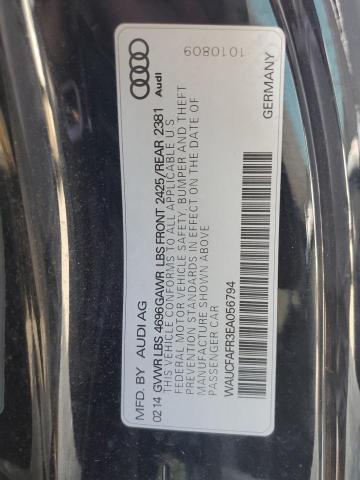 MFD. BY AUDI AG
1010809
Audi
02 14 GVWR LBS 4696 GAWR LBS FRONT 2425/REAR 2381
THIS VEHICLE CONFORMS TO ALL APPLICABLE U S
FEDERAL MOTOR VEHICLE SAFETY, BUMPER AND THEFT
PREVENTION STANDARDS IN EFFECT ON THE DATE OF
MANUFACTURE SHOWN ABOVE
PASSENGER CAR
WAUCFAFR3EA056794
GERMANY